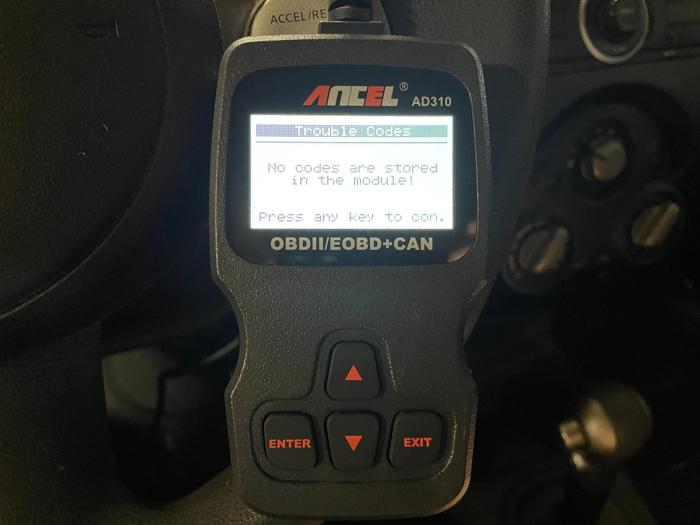 ACCEL/RE
ANCEL® AD310
Trouble Codes
No codes are stored
in the module!
Press any key to con.
OBDII/EOBD+CAN
▲
ENTER ▼ EXIT